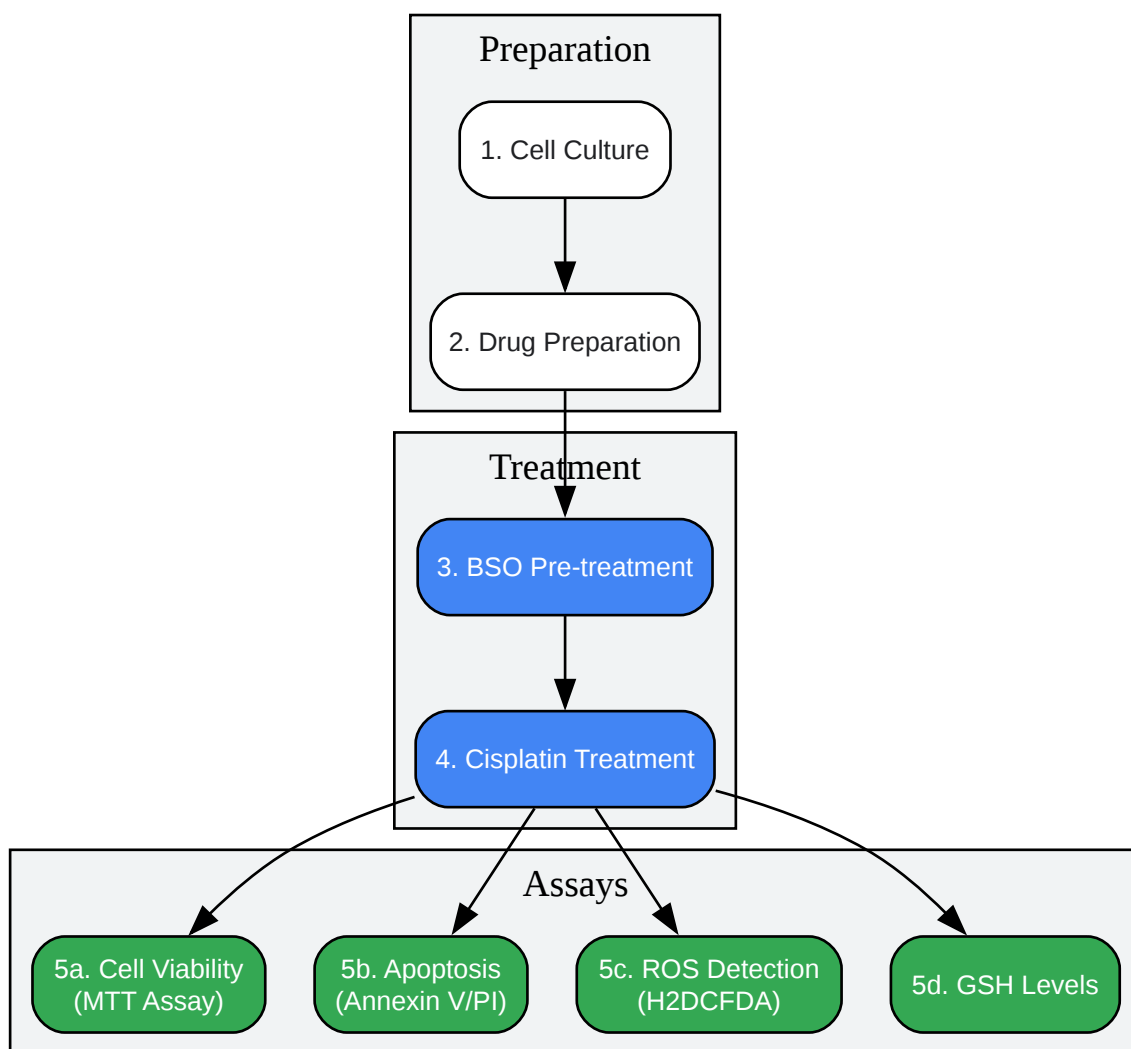 Preparation
1. Cell Culture
2. Drug Preparation
Treatment
3. BSO Pre-treatment
4. Cisplatin Treatment
Assays
5a. Cell Viability
(MTT Assay)
5b. Apoptosis
(Annexin V/PI)
5c. ROS Detection
(H2DCFDA)
5d. GSH Levels